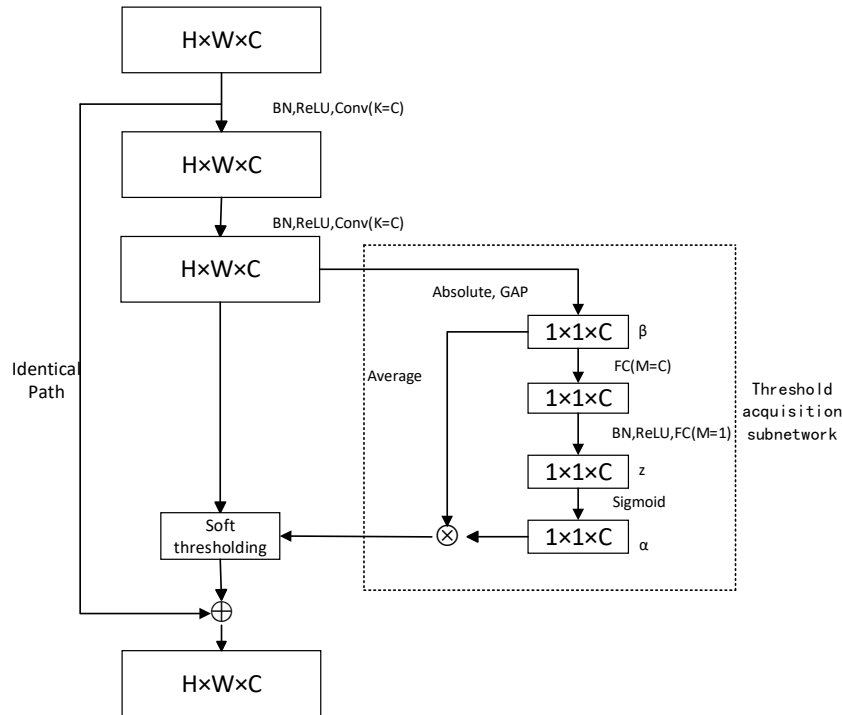 H×W×C
BN,ReLU,Conv(K=C)
H×W×C
BN,ReLU,Conv(K=C)
H×W×C
Absolute, GAP
1×1×C
β
FC(M=C)
Identical
Path
Average
1×1×C
Threshold
acquisition
subnetwork
BN,ReLU,FC(M=1)
1×1×C
z
Sigmoid
Soft
thresholding
1×1×C
α
H×W×C